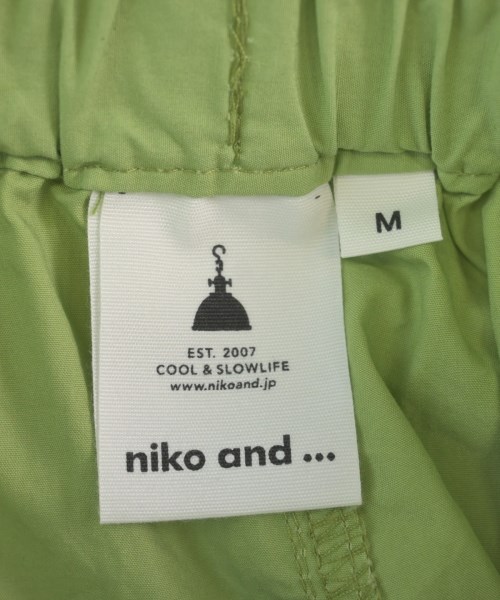 M
EST. 2007
COOL & SLOWLIFE
www.nikoand.jp
niko and ...